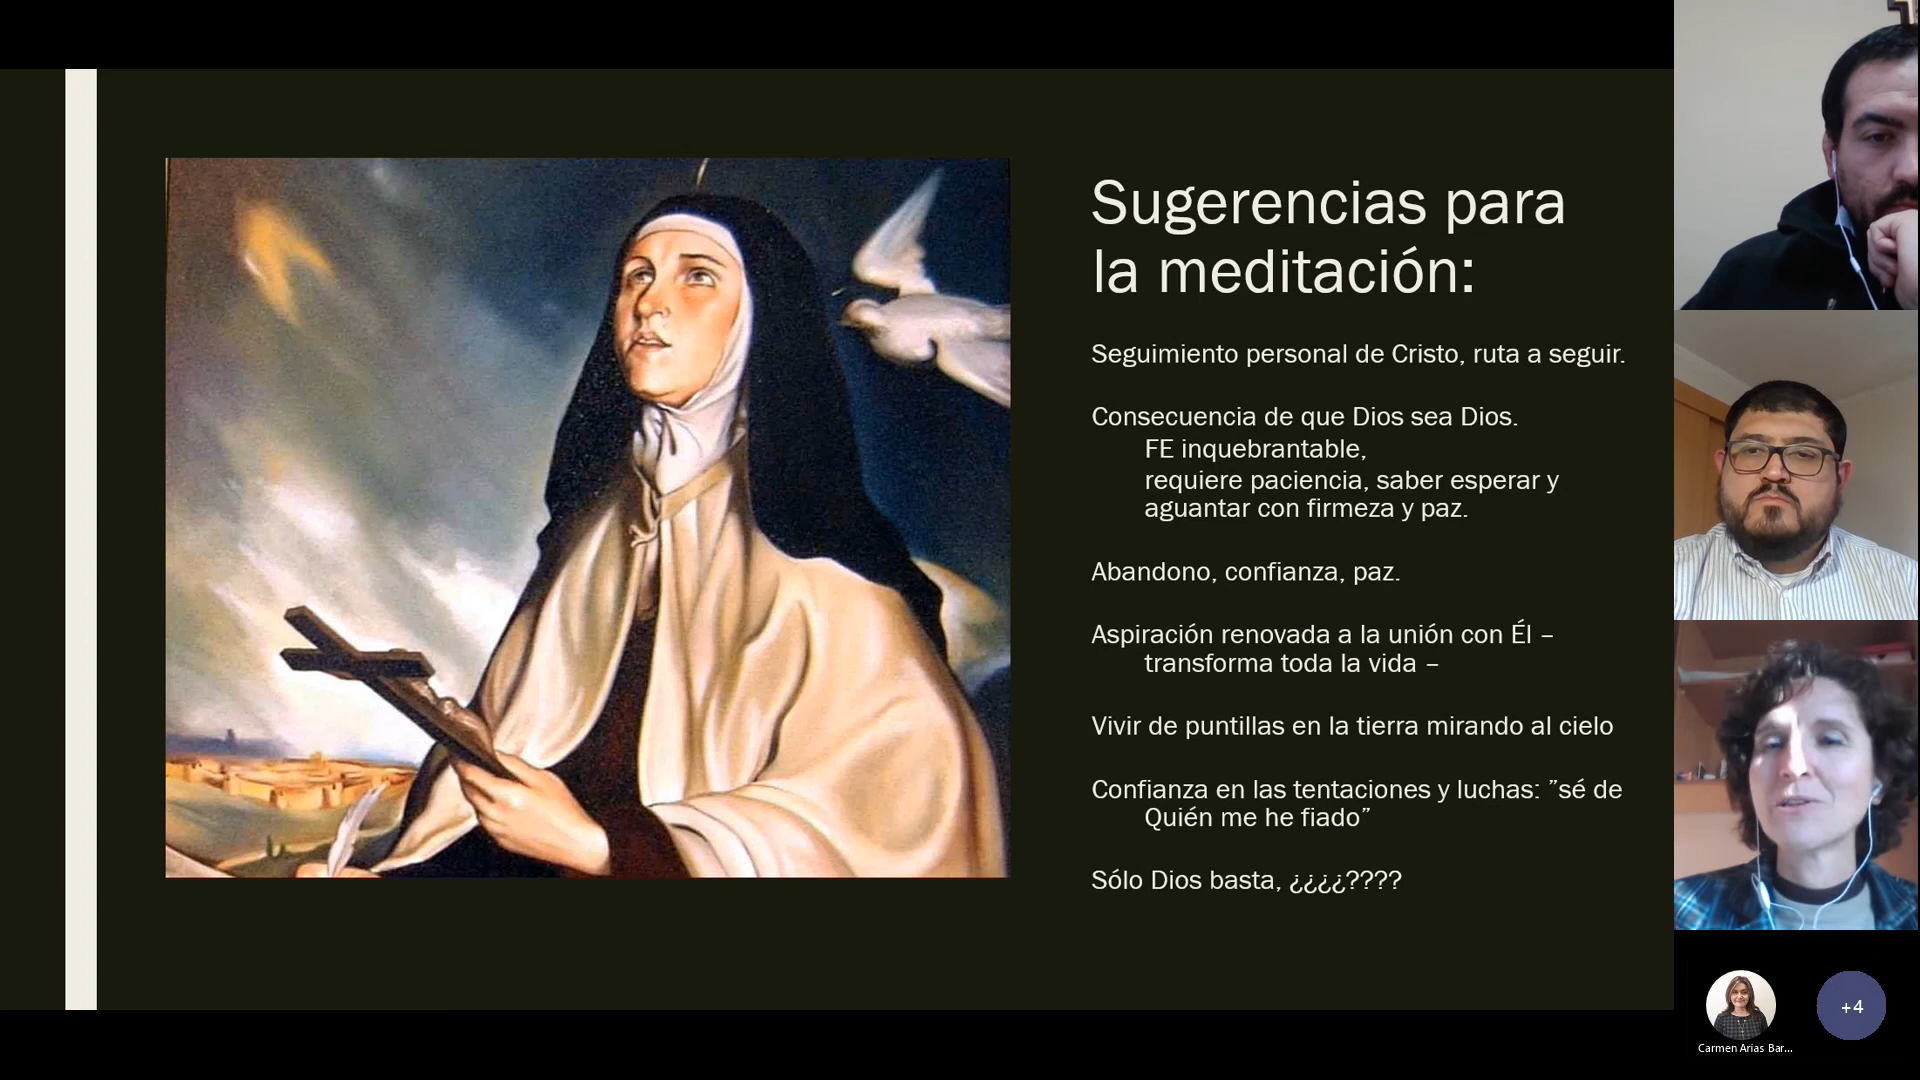 Sugerencias para
la meditación:
Seguimiento personal de Cristo, ruta a seguir.
Consecuencia de que Dios sea Dios.
FE inquebrantable,
requiere paciencia, saber esperar y
aguantar con firmeza y paz.
Abandono, confianza, paz.
Aspiración renovada a la unión con Él –
transforma toda la vida –
Vivir de puntillas en la tierra mirando al cielo
Confianza en las tentaciones y luchas: ”sé de
Quién me he fiado”
Sólo Dios basta, ¿¿¿¿????
+4
Carmen Arias Bar...